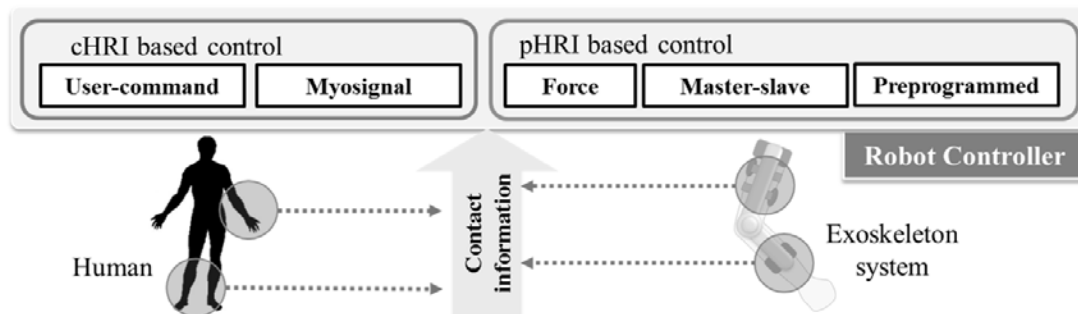 cHRI based control
User-command
Myosignal
pHRI based control
Force
Master-slave
Preprogrammed
Robot Controller
Human
Contact
information
Exoskeleton
system